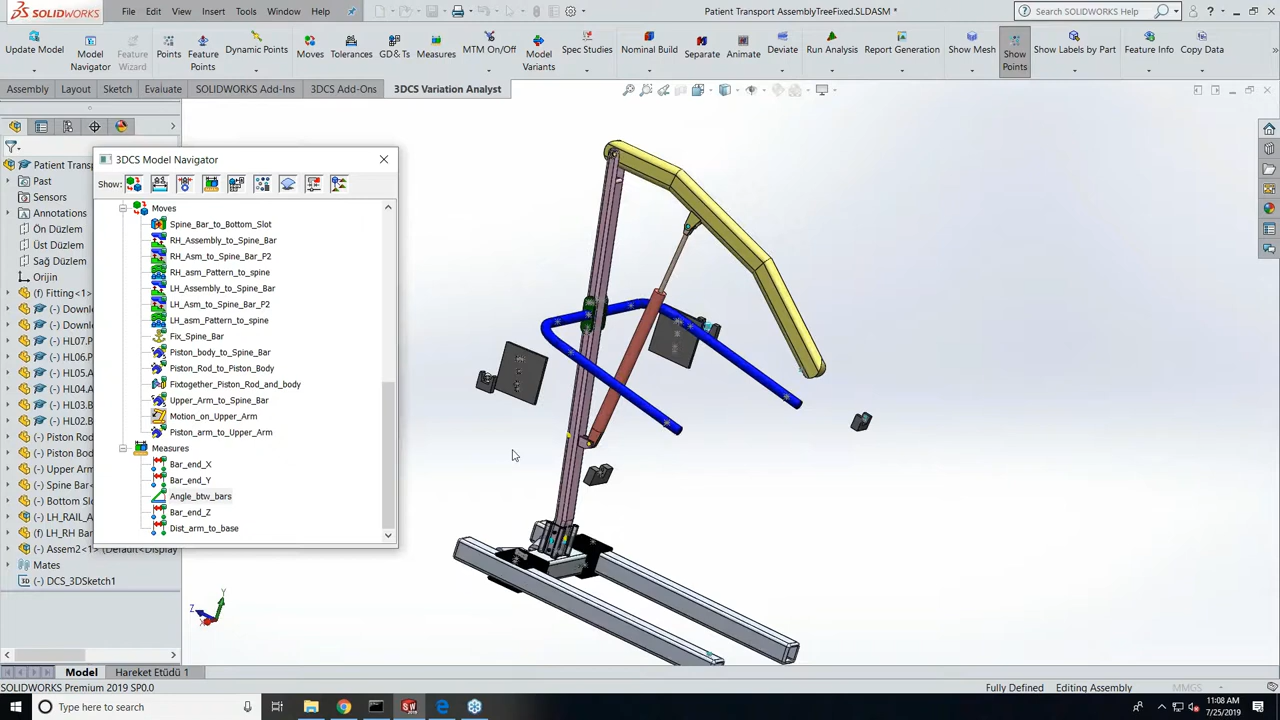 SOLIDWORKS
File
Edit
View
Insert
Tools
Window
Help
Patient Transport AssemblyTreeFixed.SLDASM *
Search SOLIDWORKS Help
Update Model
Model Navigator
Feature Wizard
Points
Feature Points
Dynamic Points
Moves
Tolerances
GD&Ts
Measures
MTM On/Off
Model Variants
Spec Studies
Nominal Build
Separate
Animate
Deviate
Run Analysis
Report Generation
Show Mesh
Show Points
Show Labels by Part
Feature Info
Copy Data
Assembly
Layout
Sketch
Evaluate
SOLIDWORKS Add-Ins
3DCS Add-Ons
3DCS Variation Analyst
Patient Transp
Past
Sensors
Annotations
Ön Düzlem
Üst Düzlem
Sağ Düzlem
Orijin
(f) Fitting<1>
(-) Downlo
(-) Downlo
(-) HL07.P
(-) HL06.P
(-) HL05.A
(-) HL04.A
(-) HL03.B
(-) HL02.B
(-) Piston Rod
(-) Piston Bod
(-) Upper Arm
(-) Spine Bar<
(-) Bottom Slo
(-) LH_RAIL_A
(f) LH_RH Bar
(-) Assem2<1> (Default<Display
Mates
(-) DCS_3DSketch1
3DCS Model Navigator
Show:
Moves
Spine_Bar_to_Bottom_Slot
RH_Assembly_to_Spine_Bar
RH_Asm_to_Spine_Bar_P2
RH_asm_Pattern_to_spine
LH_Assembly_to_Spine_Bar
LH_Asm_to_Spine_Bar_P2
LH_asm_Pattern_to_spine
Fix_Spine_Bar
Piston_body_to_Spine_Bar
Piston_Rod_to_Piston_Body
Fixtogether_Piston_Rod_and_body
Upper_Arm_to_Spine_Bar
Motion_on_Upper_Arm
Piston_arm_to_Upper_Arm
Measures
Bar_end_X
Bar_end_Y
Angle_btw_bars
Bar_end_Z
Dist_arm_to_base
Y
Z
X
Model
Hareket Etüdü 1
SOLIDWORKS Premium 2019 SP0.0
Fully Defined
Editing Assembly
MMGS
Type here to search
11:08 AM
7/25/2019